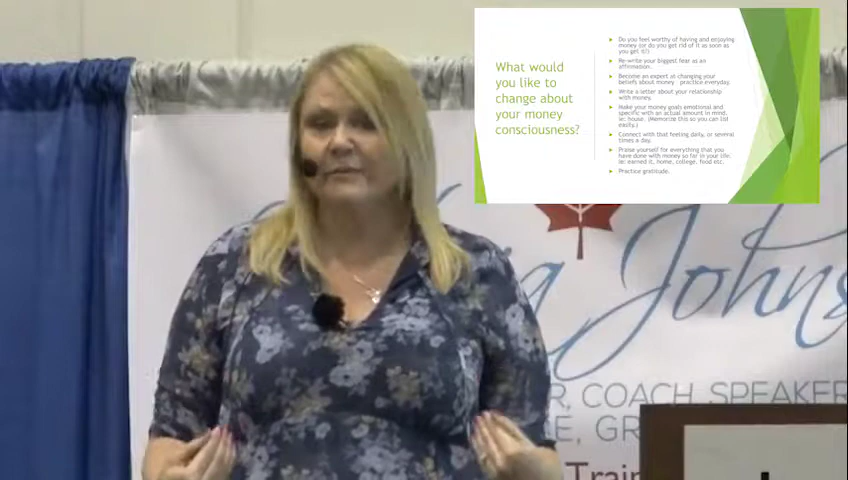 What would
you like to
change about
your money
consciousness?
Do you feel worthy of having and enjoying
money (or do you get rid of it as soon as
you get it?)
Re-write your biggest fear as an
affirmation.
Become an expert at changing your
beliefs about money – practice everyday.
Write a letter about your relationship
with money.
Make your money goals emotional and
specific with an actual amount in mind.
ie: house. (Memorize this so you can list
easily.)
Connect with that feeling daily, or several
times a day.
Praise yourself for everything that you
have done with money so far in your life:
ie: earned it, home, college, food etc.
Practice gratitude.
Johns
R, COACH, SPEAKER
E, GR
Train